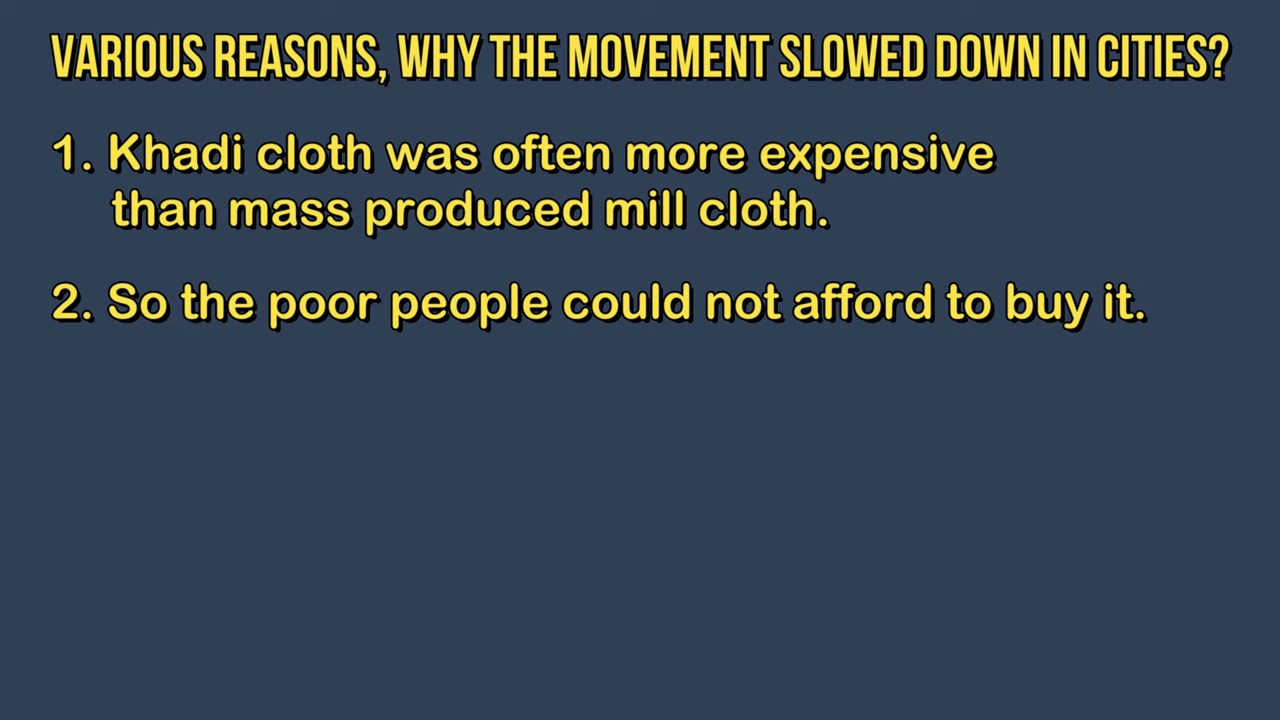 VARIOUS REASONS, WHY THE MOVEMENT SLOWED DOWN IN CITIES?
1. Khadi cloth was often more expensive
than mass produced mill cloth.
2. So the poor people could not afford to buy it.